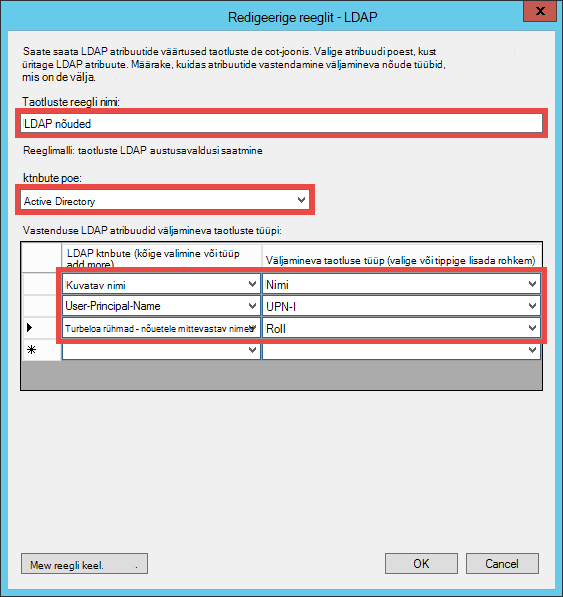 Redigeerige reeglit - LDAP
x
Saate saata LDAP atribuutide väärtused taotluste de cot-joonis. Valige atribuudi poest, kust
üritage LDAP atribuute. Määrake, kuidas atribuutide vastendamine väljamineva nõude tüübid,
mis on de välja.
Taotluste reegli nimi:
LDAP nõuded
Reeglimalli: taotluste LDAP austusavaldusi saatmine
ktnbute poe:
Active Directory
Vastenduse LDAP atribuudid väljamineva taotluste tüüpi:
LDAP ktnbute (kõige valimine või tüüp
add more)
Väljamineva taotluse tüüp (valige või tippige lisada rohkem)
Kuvatav nimi
Nimi
User-Principal-Name
UPN-I
Turbeloa rühmad - nõuetele mittevastav nimeta
Roll
Mew reegli keel. .
OK
Cancel